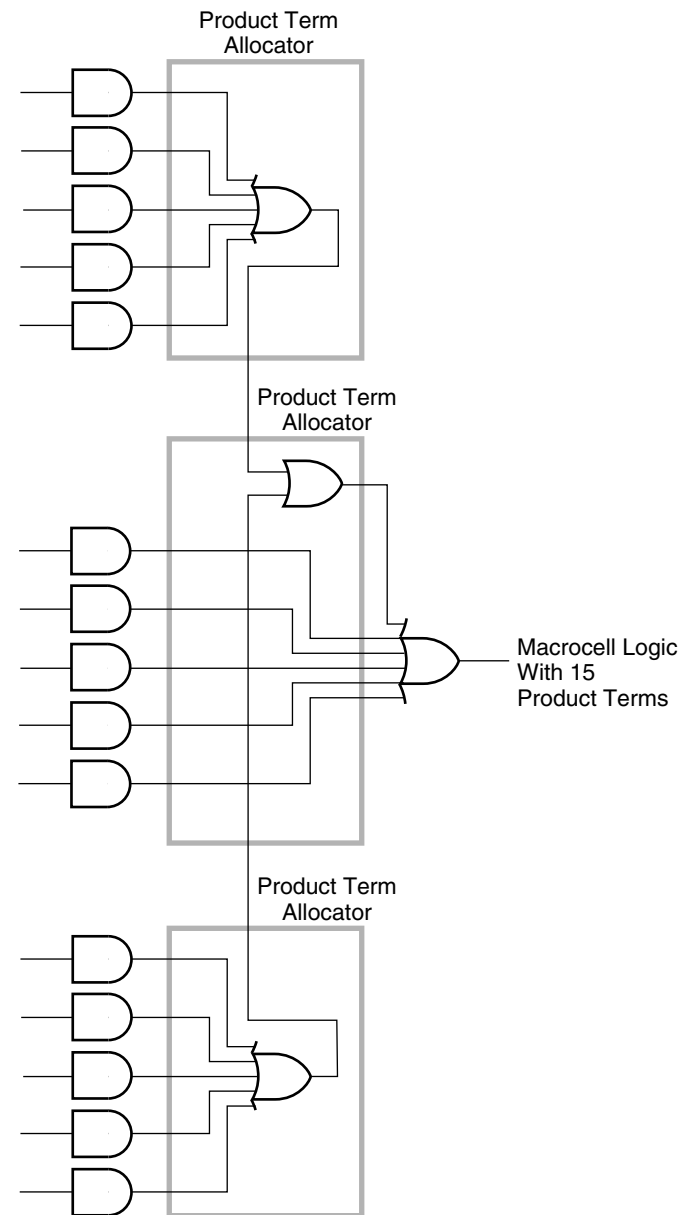 Product Term
Allocator
Product Term
Allocator
Macrocell Logic
With 15
Product Terms
Product Term
Allocator